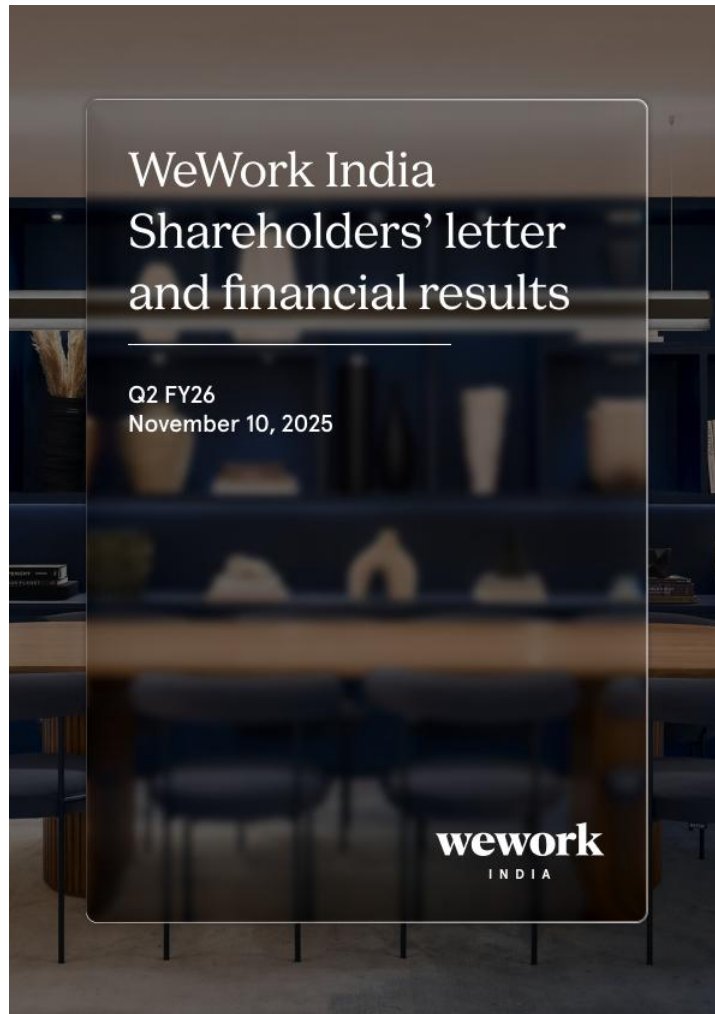 WeWork India
Shareholders’ letter
and financial results
Q2 FY26
November 10, 2025
wework
INDIA